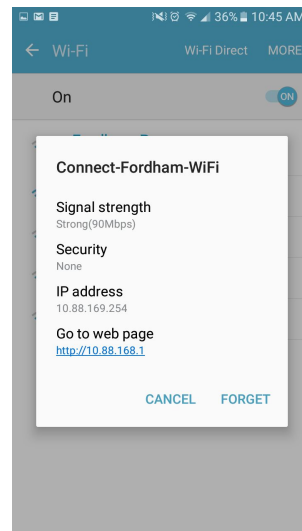 36% 10:45 AM
Wi-Fi Wi-Fi Direct MORE
On ON
Connect-Fordham-WiFi
Signal strength
Strong(90Mbps)
Security
None
IP address
10.88.169.254
Go to web page
http://10.88.168.1
CANCEL FORGET